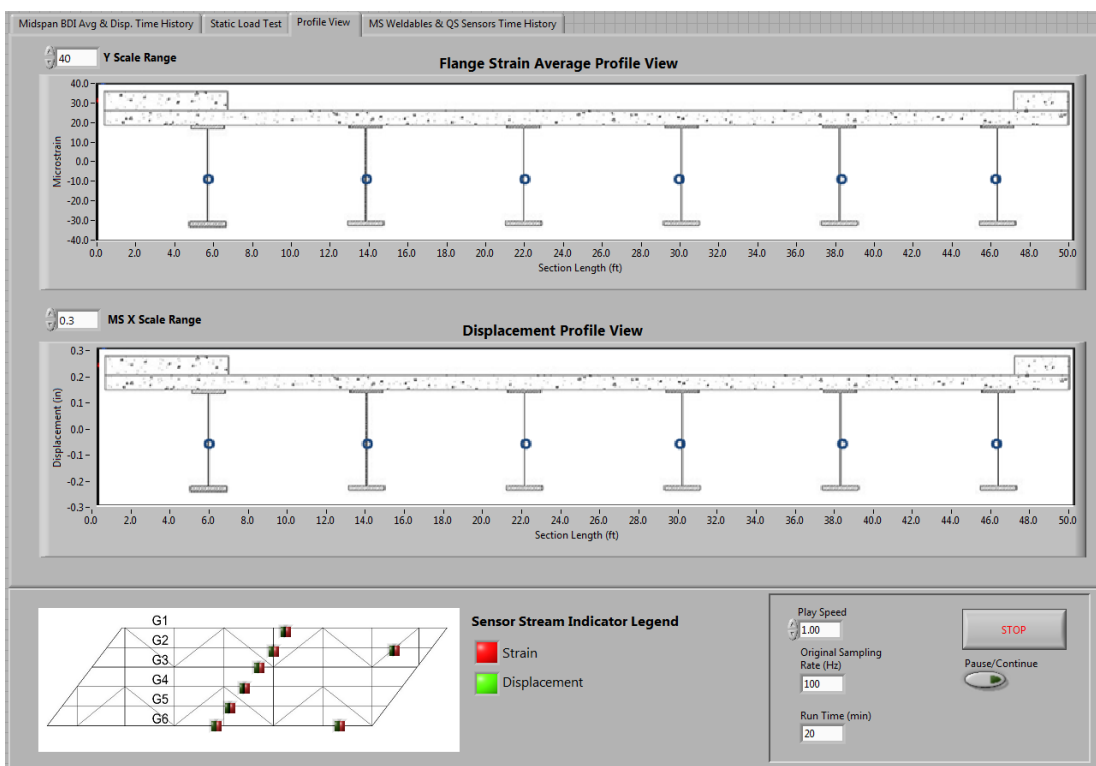 Midspan BDI Avg & Disp. Time History Static Load Test Profile View MS Weldables & QS Sensors Time History
40 Y Scale Range
Flange Strain Average Profile View
40.0
30.0
20.0
10.0
0.0
-10.0
-20.0
-30.0
-40.0
Microstrain
0.0 2.0 4.0 6.0 8.0 10.0 12.0 14.0 16.0 18.0 20.0 22.0 24.0 26.0 28.0 30.0 32.0 34.0 36.0 38.0 40.0 42.0 44.0 46.0 48.0 50.0
Section Length (ft)
0.3 MS X Scale Range
Displacement Profile View
0.3
0.2
0.1
0.0
-0.1
-0.2
-0.3
Displacement (in)
0.0 2.0 4.0 6.0 8.0 10.0 12.0 14.0 16.0 18.0 20.0 22.0 24.0 26.0 28.0 30.0 32.0 34.0 36.0 38.0 40.0 42.0 44.0 46.0 48.0 50.0
Section Length (ft)
G1
G2
G3
G4
G5
G6
Sensor Stream Indicator Legend
Strain
Displacement
Play Speed
1.00
Original Sampling
Rate (Hz)
100
Run Time (min)
20
STOP
Pause/Continue